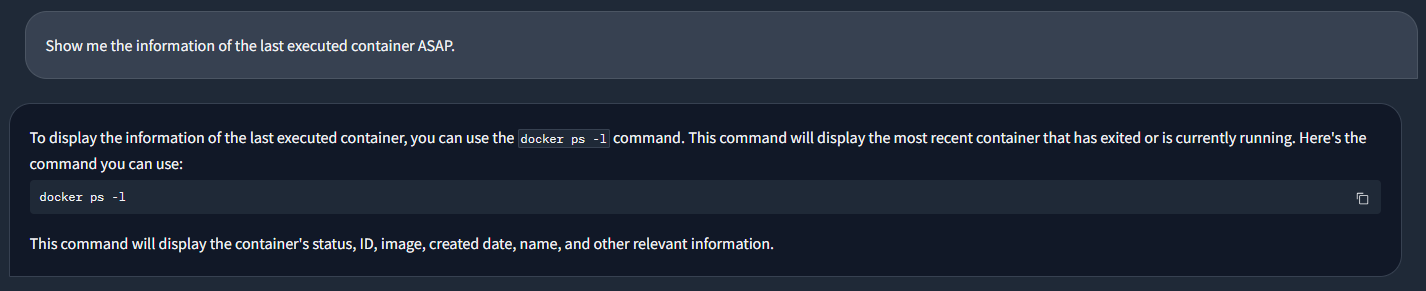 Show me the information of the last executed container ASAP.
To display the information of the last executed container, you can use the docker ps -l command. This command will display the most recent container that has exited or is currently running. Here's the
command you can use:
docker ps -l
This command will display the container's status, ID, image, created date, name, and other relevant information.